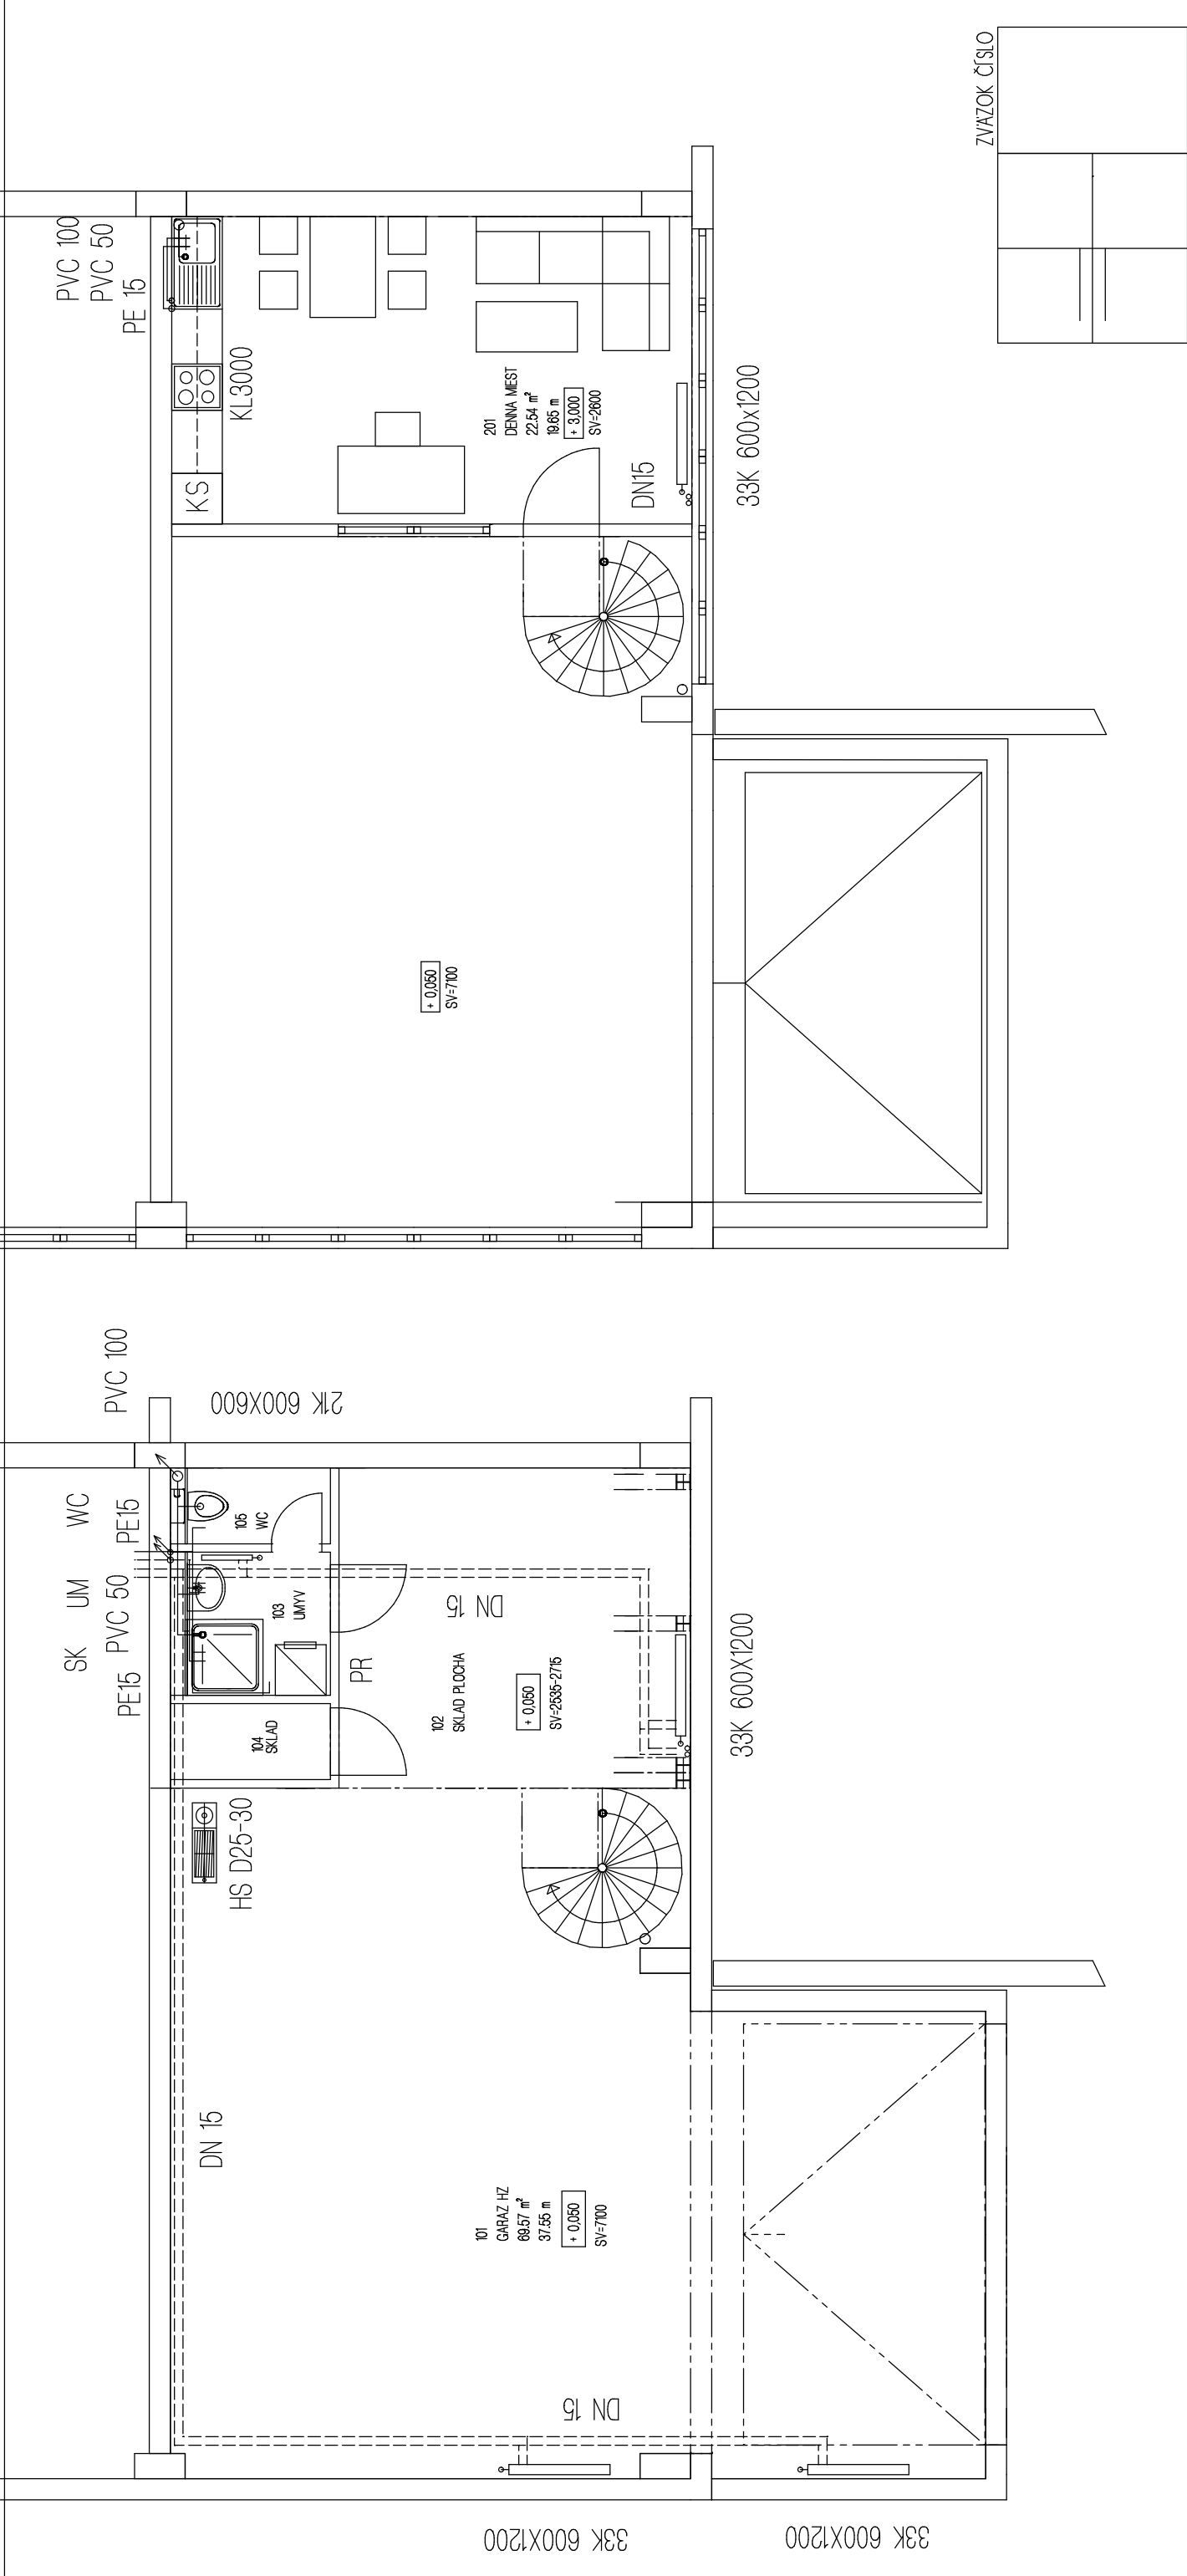 ZVÄZOK ČÍSLO
PVC 100
PVC 50
PE 15
KL3000
KS
201
DENNA MIEST
22.54 m²
19.65 m
+ 3,000
SV=2600
DN15
33K 600x1200
+ 0,050
SV=7100
PVC 100
21K 600X600
SK UM WC
PE15 PVC 50 PE15
105
WC
103
UMYV
104
SKLAD
PR
DN 15
102
SKLAD PLOCHA
+ 0,050
SV=2535-2715
33K 600X1200
HS D25-30
DN 15
101
GARAZ HZ
69.57 m²
37.55 m
+ 0,050
SV=7100
DN 15
33K 600X1200
33K 600X1200